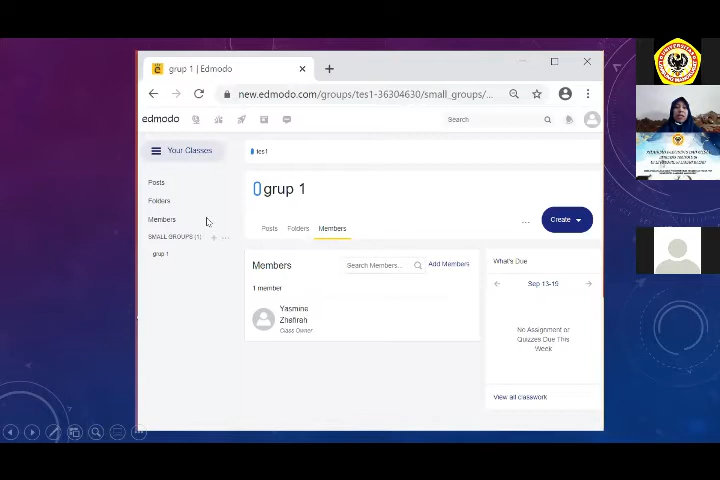 grup 1 | Edmodo
new.edmodo.com/groups/tes1-36304630/small_groups/...
edmodo
Search
Your Classes
tes1
Posts
Folders
Members
SMALL GROUPS (1)
grup 1
grup 1
Posts
Folders
Members
Create
Members
Search Members...
Add Members
1 member
Yasmine
Zhafirah
Class Owner
What's Due
Sep 13-19
No Assignment or
Quizzes Due This
Week
View all classwork